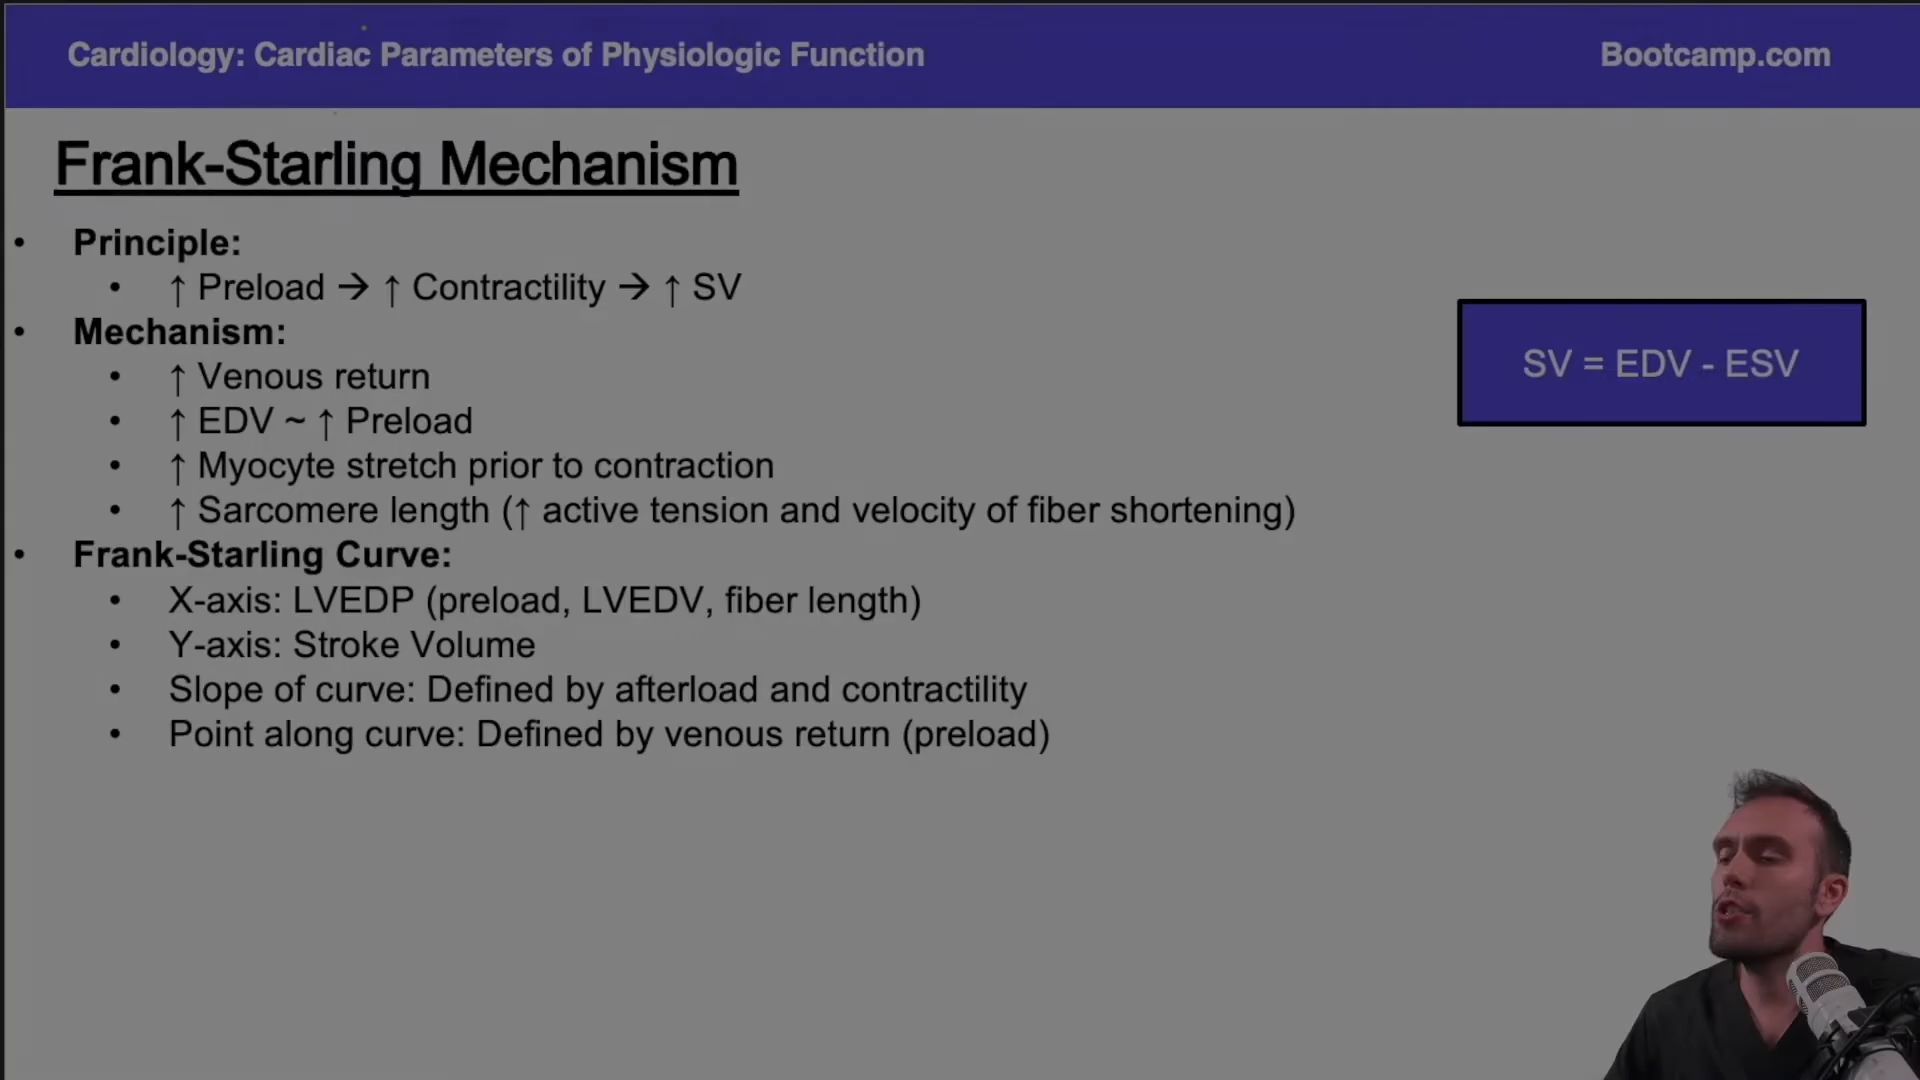 Cardiology: Cardiac Parameters of Physiologic Function
Bootcamp.com
Frank-Starling Mechanism
• Principle:
• ↑ Preload → ↑ Contractility → ↑ SV
• Mechanism:
• ↑ Venous return
• ↑ EDV ~ ↑ Preload
• ↑ Myocyte stretch prior to contraction
• ↑ Sarcomere length (↑ active tension and velocity of fiber shortening)
• Frank-Starling Curve:
• X-axis: LVEDP (preload, LVEDV, fiber length)
• Y-axis: Stroke Volume
• Slope of curve: Defined by afterload and contractility
• Point along curve: Defined by venous return (preload)
SV = EDV - ESV